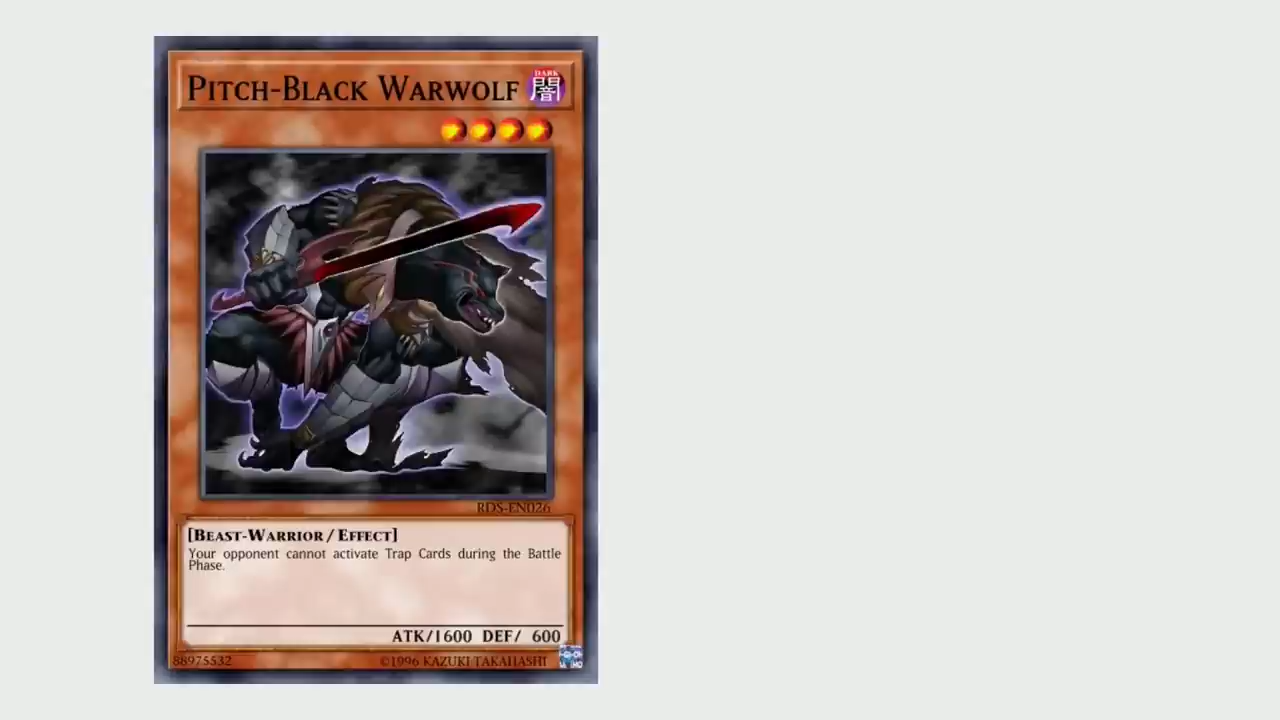 Pitch-Black Warwolf
DARK
闇
RDS-EN026
[Beast-Warrior / Effect]
Your opponent cannot activate Trap Cards during the Battle
Phase.
ATK/1600 DEF/ 600
88975532
©1996 KAZUKI TAKAHASHI